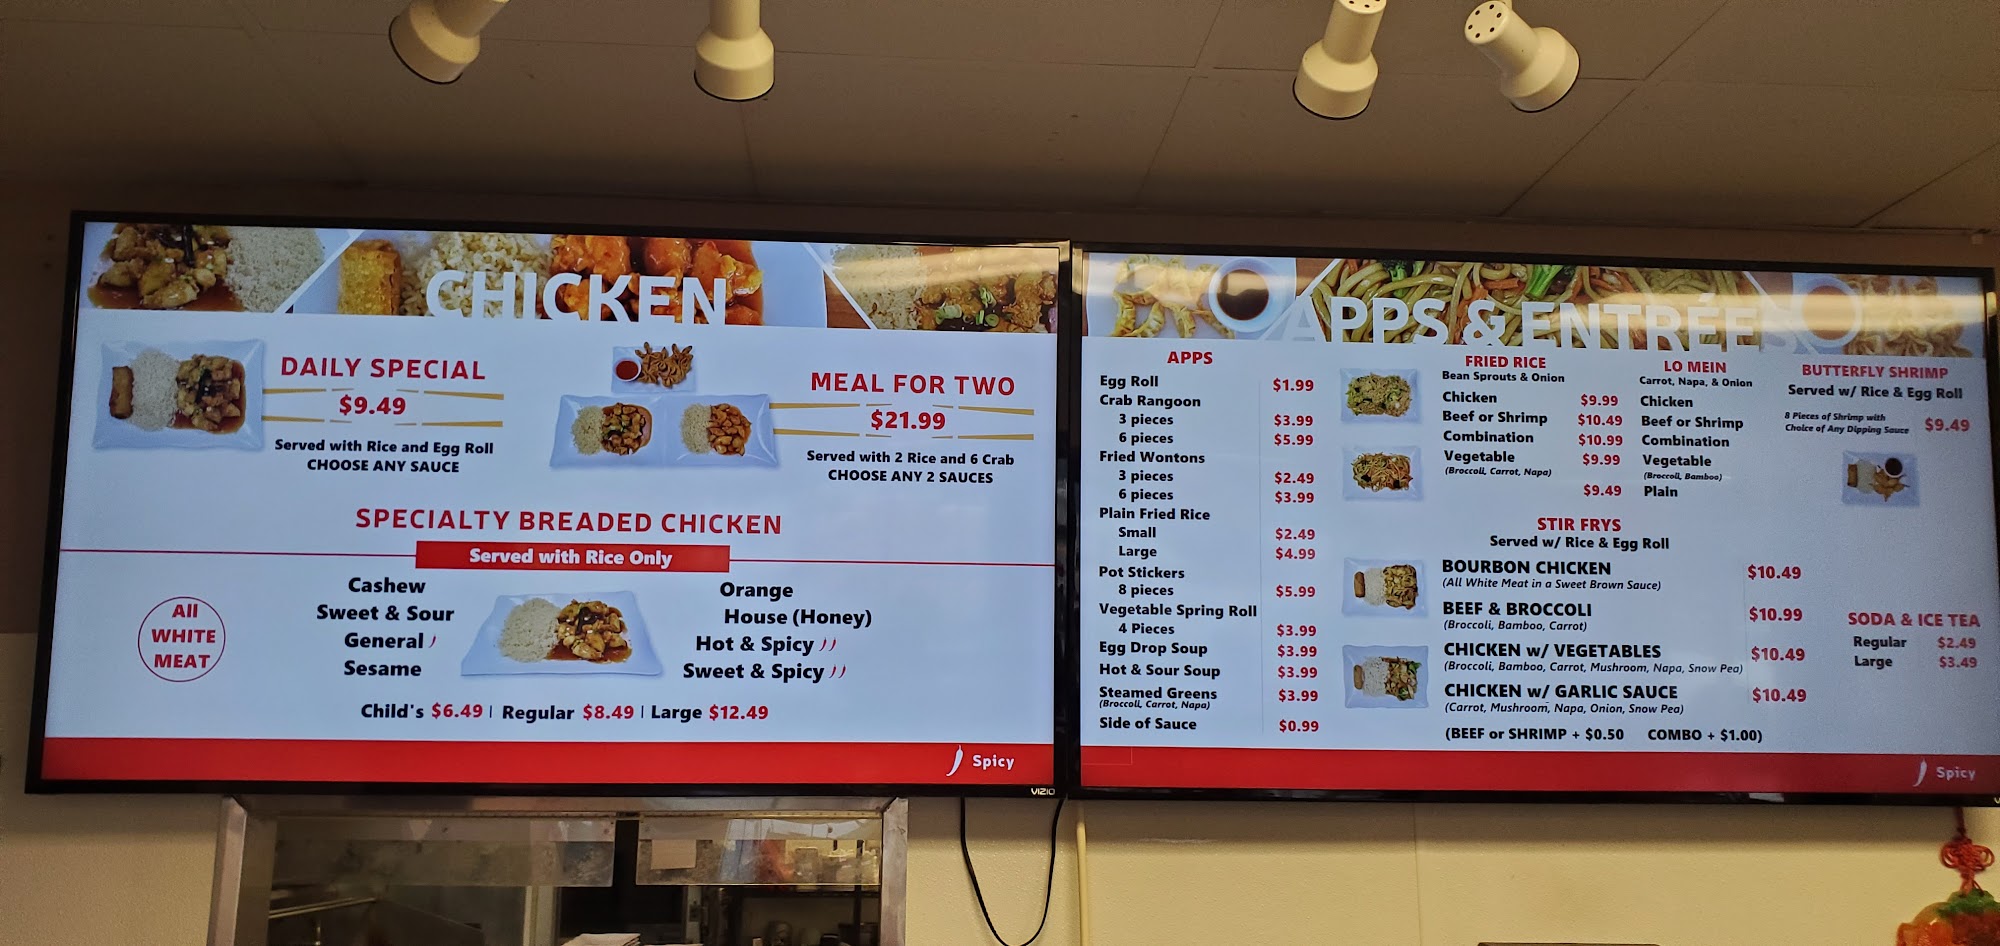 CHICKEN
DAILY SPECIAL
$9.49
Served with Rice and Egg Roll
CHOOSE ANY SAUCE
MEAL FOR TWO
$21.99
Served with 2 Rice and 6 Crab
CHOOSE ANY 2 SAUCES
SPECIALTY BREADED CHICKEN
Served with Rice Only
All
WHITE
MEAT
Cashew
Sweet & Sour
General
Sesame
Orange
House (Honey)
Hot & Spicy
Sweet & Spicy
Child's $6.49 | Regular $8.49 | Large $12.49
Spicy
VIZIO
APPS & ENTRÉES
APPS
Egg Roll $1.99
Crab Rangoon
3 pieces $3.99
6 pieces $5.99
Fried Wontons
3 pieces $2.49
6 pieces $3.99
Plain Fried Rice
Small $2.49
Large $4.99
Pot Stickers
8 pieces $5.99
Vegetable Spring Roll
4 Pieces $3.99
Egg Drop Soup $3.99
Hot & Sour Soup $3.99
Steamed Greens $3.99
(Broccoli, Carrot, Napa)
Side of Sauce $0.99
FRIED RICE
Bean Sprouts & Onion
Chicken $9.99
Beef or Shrimp $10.49
Combination $10.99
Vegetable $9.99
(Broccoli, Carrot, Napa)
$9.49
LO MEIN
Carrot, Napa, & Onion
Chicken
Beef or Shrimp
Combination
Vegetable
(Broccoli, Bamboo)
Plain
BUTTERFLY SHRIMP
Served w/ Rice & Egg Roll
8 Pieces of Shrimp with
Choice of Any Dipping Sauce $9.49
STIR FRYS
Served w/ Rice & Egg Roll
BOURBON CHICKEN $10.49
(All White Meat in a Sweet Brown Sauce)
BEEF & BROCCOLI $10.99
(Broccoli, Bamboo, Carrot)
CHICKEN w/ VEGETABLES $10.49
(Broccoli, Bamboo, Carrot, Mushroom, Napa, Snow Pea)
CHICKEN w/ GARLIC SAUCE $10.49
(Carrot, Mushroom, Napa, Onion, Snow Pea)
(BEEF or SHRIMP + $0.50 COMBO + $1.00)
SODA & ICE TEA
Regular $2.49
Large $3.49
Spicy